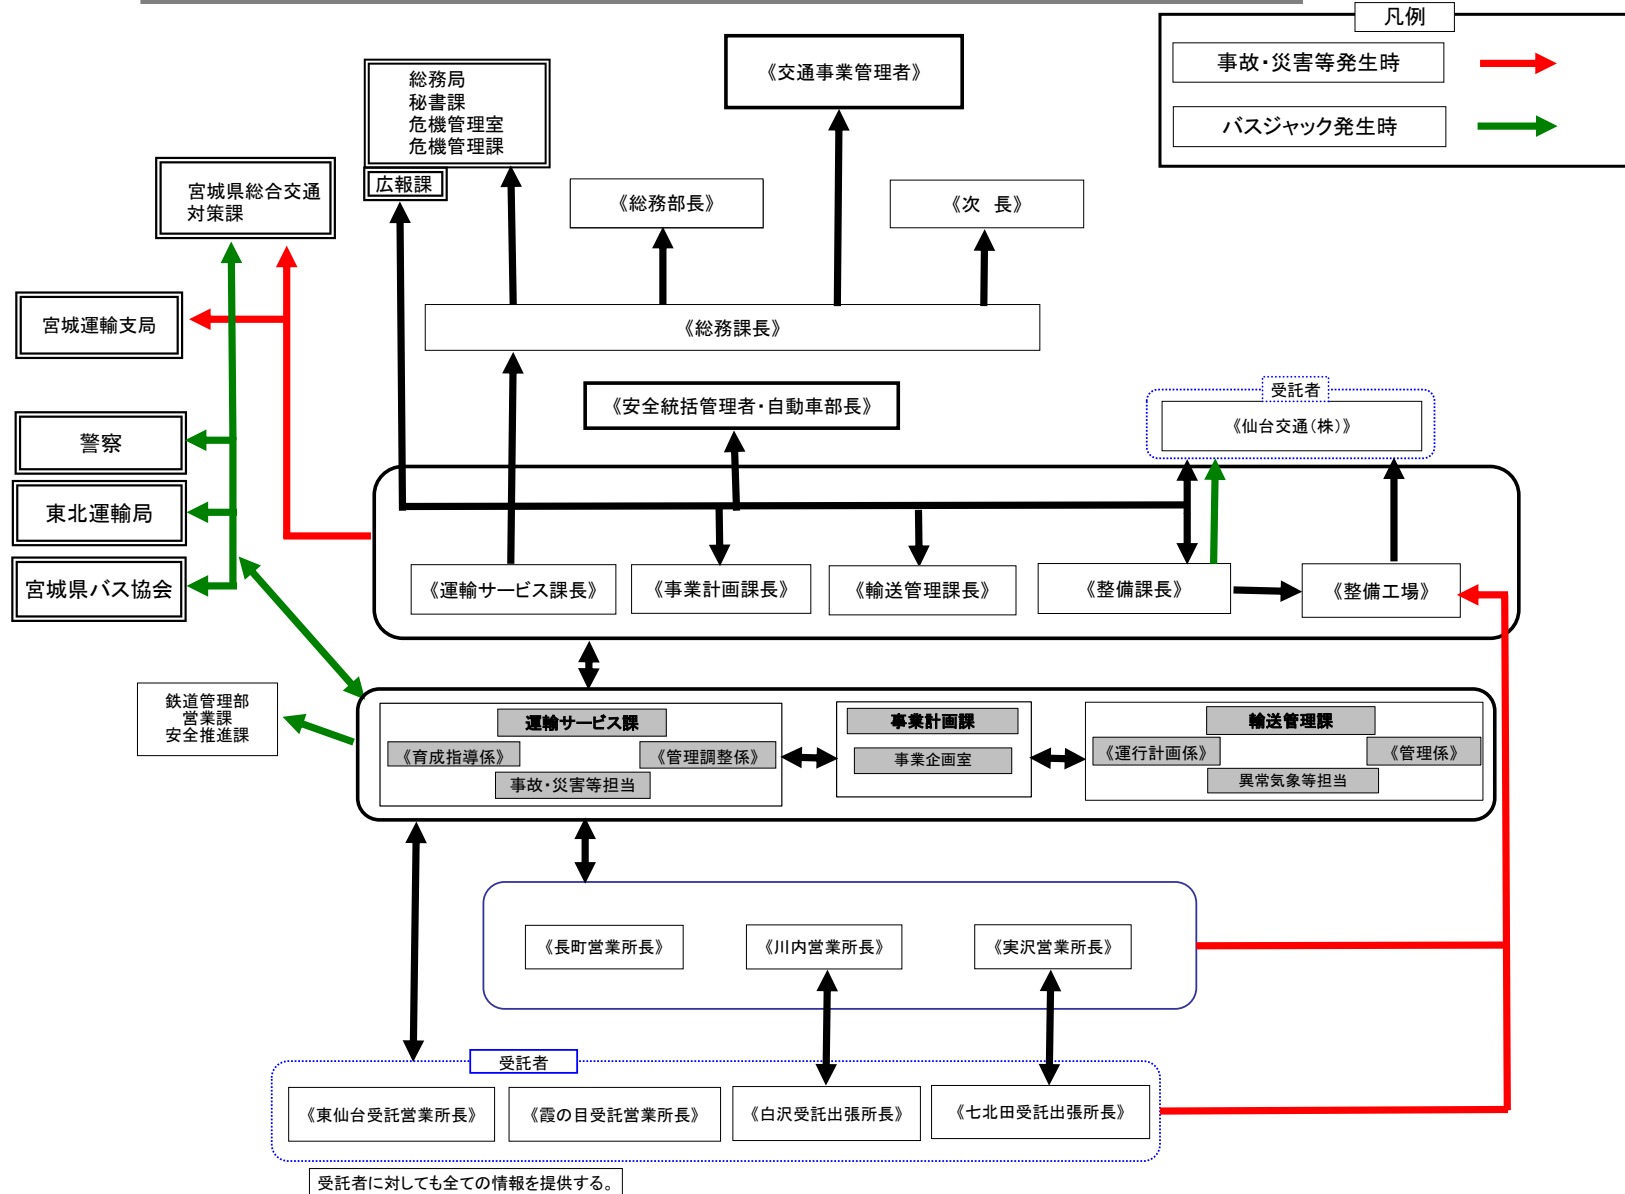 凡例
事故・災害等発生時
バスジャック発生時
《交通事業管理者》
総務局
秘書課
危機管理室
危機管理課
広報課
宮城県総合交通
対策課
《総務部長》
《次　長》
宮城運輸支局
《総務課長》
《安全統括管理者・自動車部長》
受託者
《仙台交通（株）》
警察
東北運輸局
宮城県バス協会
《運輸サービス課長》
《事業計画課長》
《輸送管理課長》
《整備課長》
《整備工場》
鉄道管理部
営業課
安全推進課
運輸サービス課
《育成指導係》
《管理調整係》
事故・災害等担当
事業計画課
事業企画室
輸送管理課
《運行計画係》
《管理係》
異常気象等担当
《長町営業所長》
《川内営業所長》
《実沢営業所長》
受託者
《東仙台受託営業所長》
《霞の目受託営業所長》
《白沢受託出張所長》
《七北田受託出張所長》
受託者に対しても全ての情報を提供する。